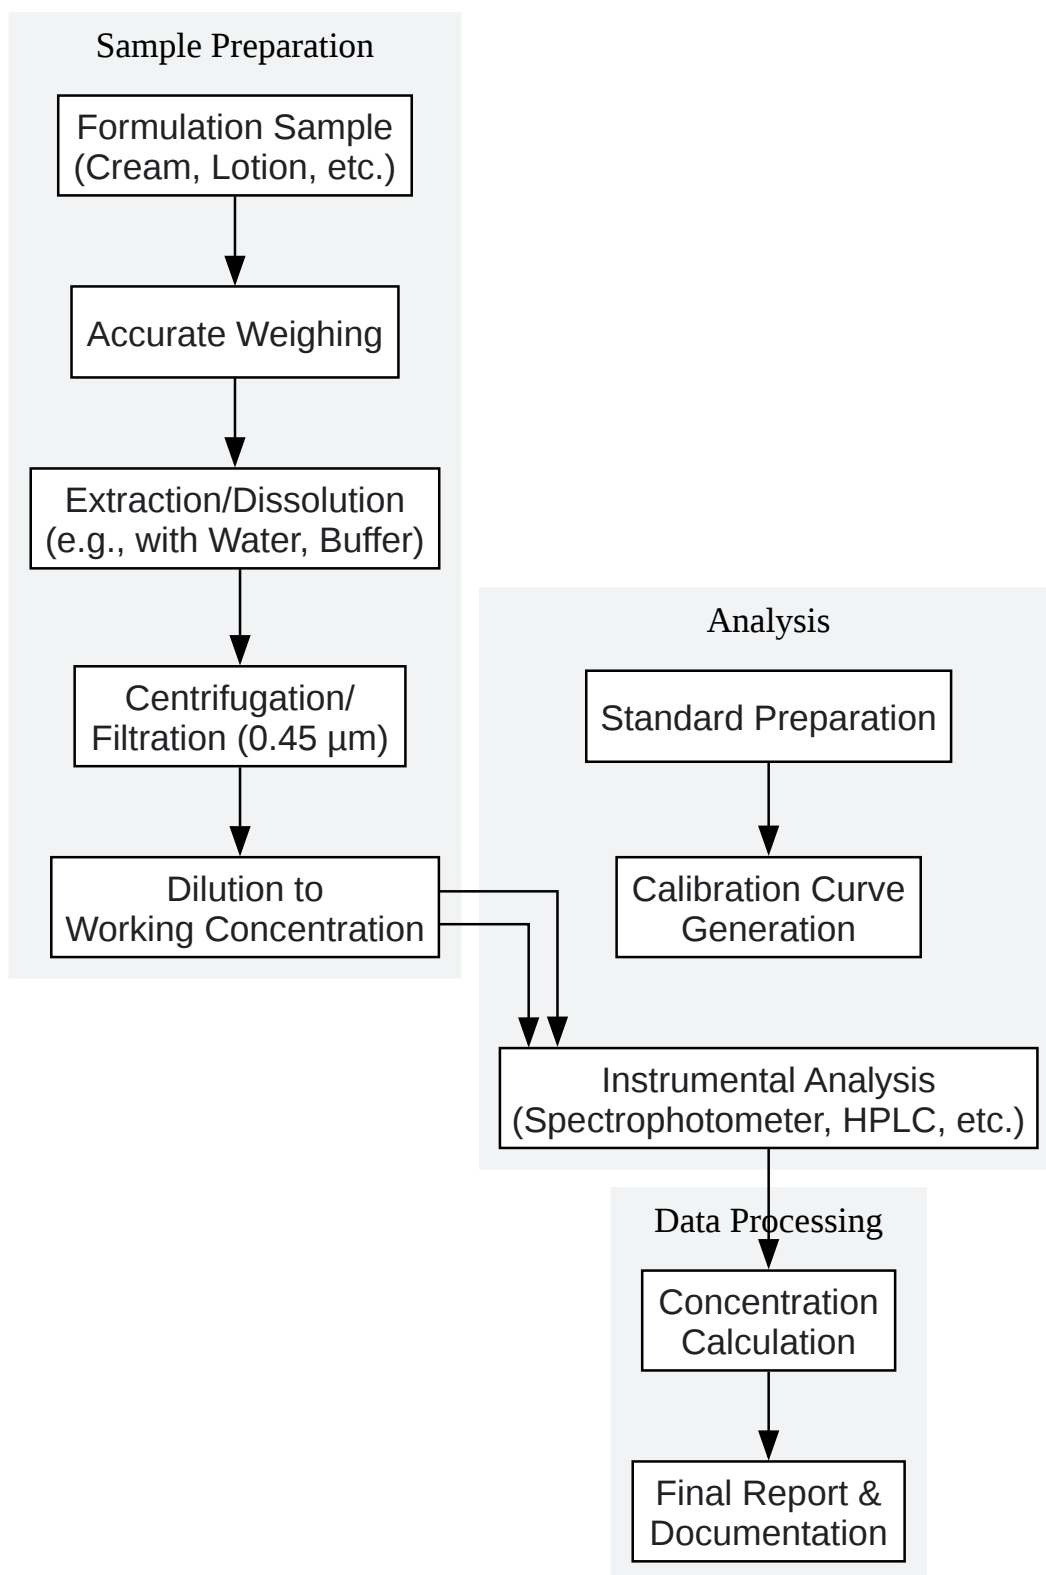 Sample Preparation
Formulation Sample
(Cream, Lotion, etc.)
Accurate Weighing
Extraction/Dissolution
(e.g., with Water, Buffer)
Centrifugation/
Filtration (0.45 µm)
Dilution to
Working Concentration
Analysis
Standard Preparation
Calibration Curve
Generation
Instrumental Analysis
(Spectrophotometer, HPLC, etc.)
Data Processing
Concentration
Calculation
Final Report &
Documentation